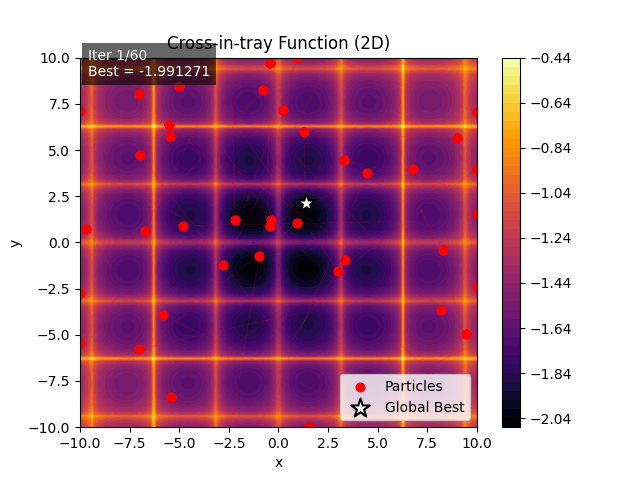 Cross-in-tray Function (2D)
Iter 1/60
Best = -1.991271
10.0
7.5
5.0
2.5
0.0
−2.5
−5.0
−7.5
−10.0
y
−10.0 −7.5 −5.0 −2.5 0.0 2.5 5.0 7.5 10.0
x
Particles
Global Best
−0.44
−0.64
−0.84
−1.04
−1.24
−1.44
−1.64
−1.84
−2.04